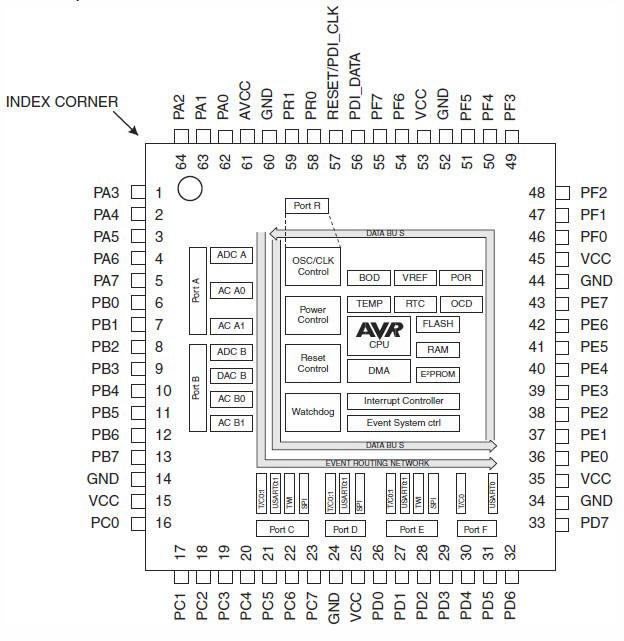 INDEX CORNER
PA2 PA1 PA0 AVCC GND PR1 PR0 RESET/PDI_CLK PDI_DATA PF7 PF6 VCC GND PF5 PF4 PF3
64 63 62 61 60 59 58 57 56 55 54 53 52 51 50 49
PA3 1
PA4 2
PA5 3
PA6 4
PA7 5
PB0 6
PB1 7
PB2 8
PB3 9
PB4 10
PB5 11
PB6 12
PB7 13
GND 14
VCC 15
PC0 16
48 PF2
47 PF1
46 PF0
45 VCC
44 GND
43 PE7
42 PE6
41 PE5
40 PE4
39 PE3
38 PE2
37 PE1
36 PE0
35 VCC
34 GND
33 PD7
Port R
DATA BUS
Port A
ADC A
AC A0
AC A1
Port B
ADC B
DAC B
AC B0
AC B1
OSC/CLK
Control
Power
Control
Reset
Control
Watchdog
BOD VREF POR
TEMP RTC OCD
AVR
CPU
FLASH
RAM
DMA
E²PROM
Interrupt Controller
Event System ctrl
DATA BUS
EVENT ROUTING NETWORK
T/C0:1 USART0:1 TWI SPI
T/C0:1 USART0:1 SPI
T/C0:1 USART0:1 TWI SPI
T/C0 USART0
Port C Port D Port E Port F
17 18 19 20 21 22 23 24 25 26 27 28 29 30 31 32
PC1 PC2 PC3 PC4 PC5 PC6 PC7 GND VCC PD0 PD1 PD2 PD3 PD4 PD5 PD6